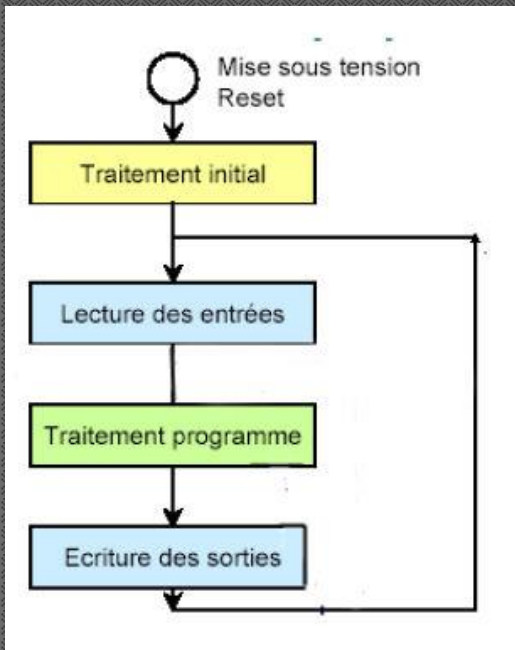 Mise sous tension
Reset
Traitement initial
Lecture des entrées
Traitement programme
Ecriture des sorties